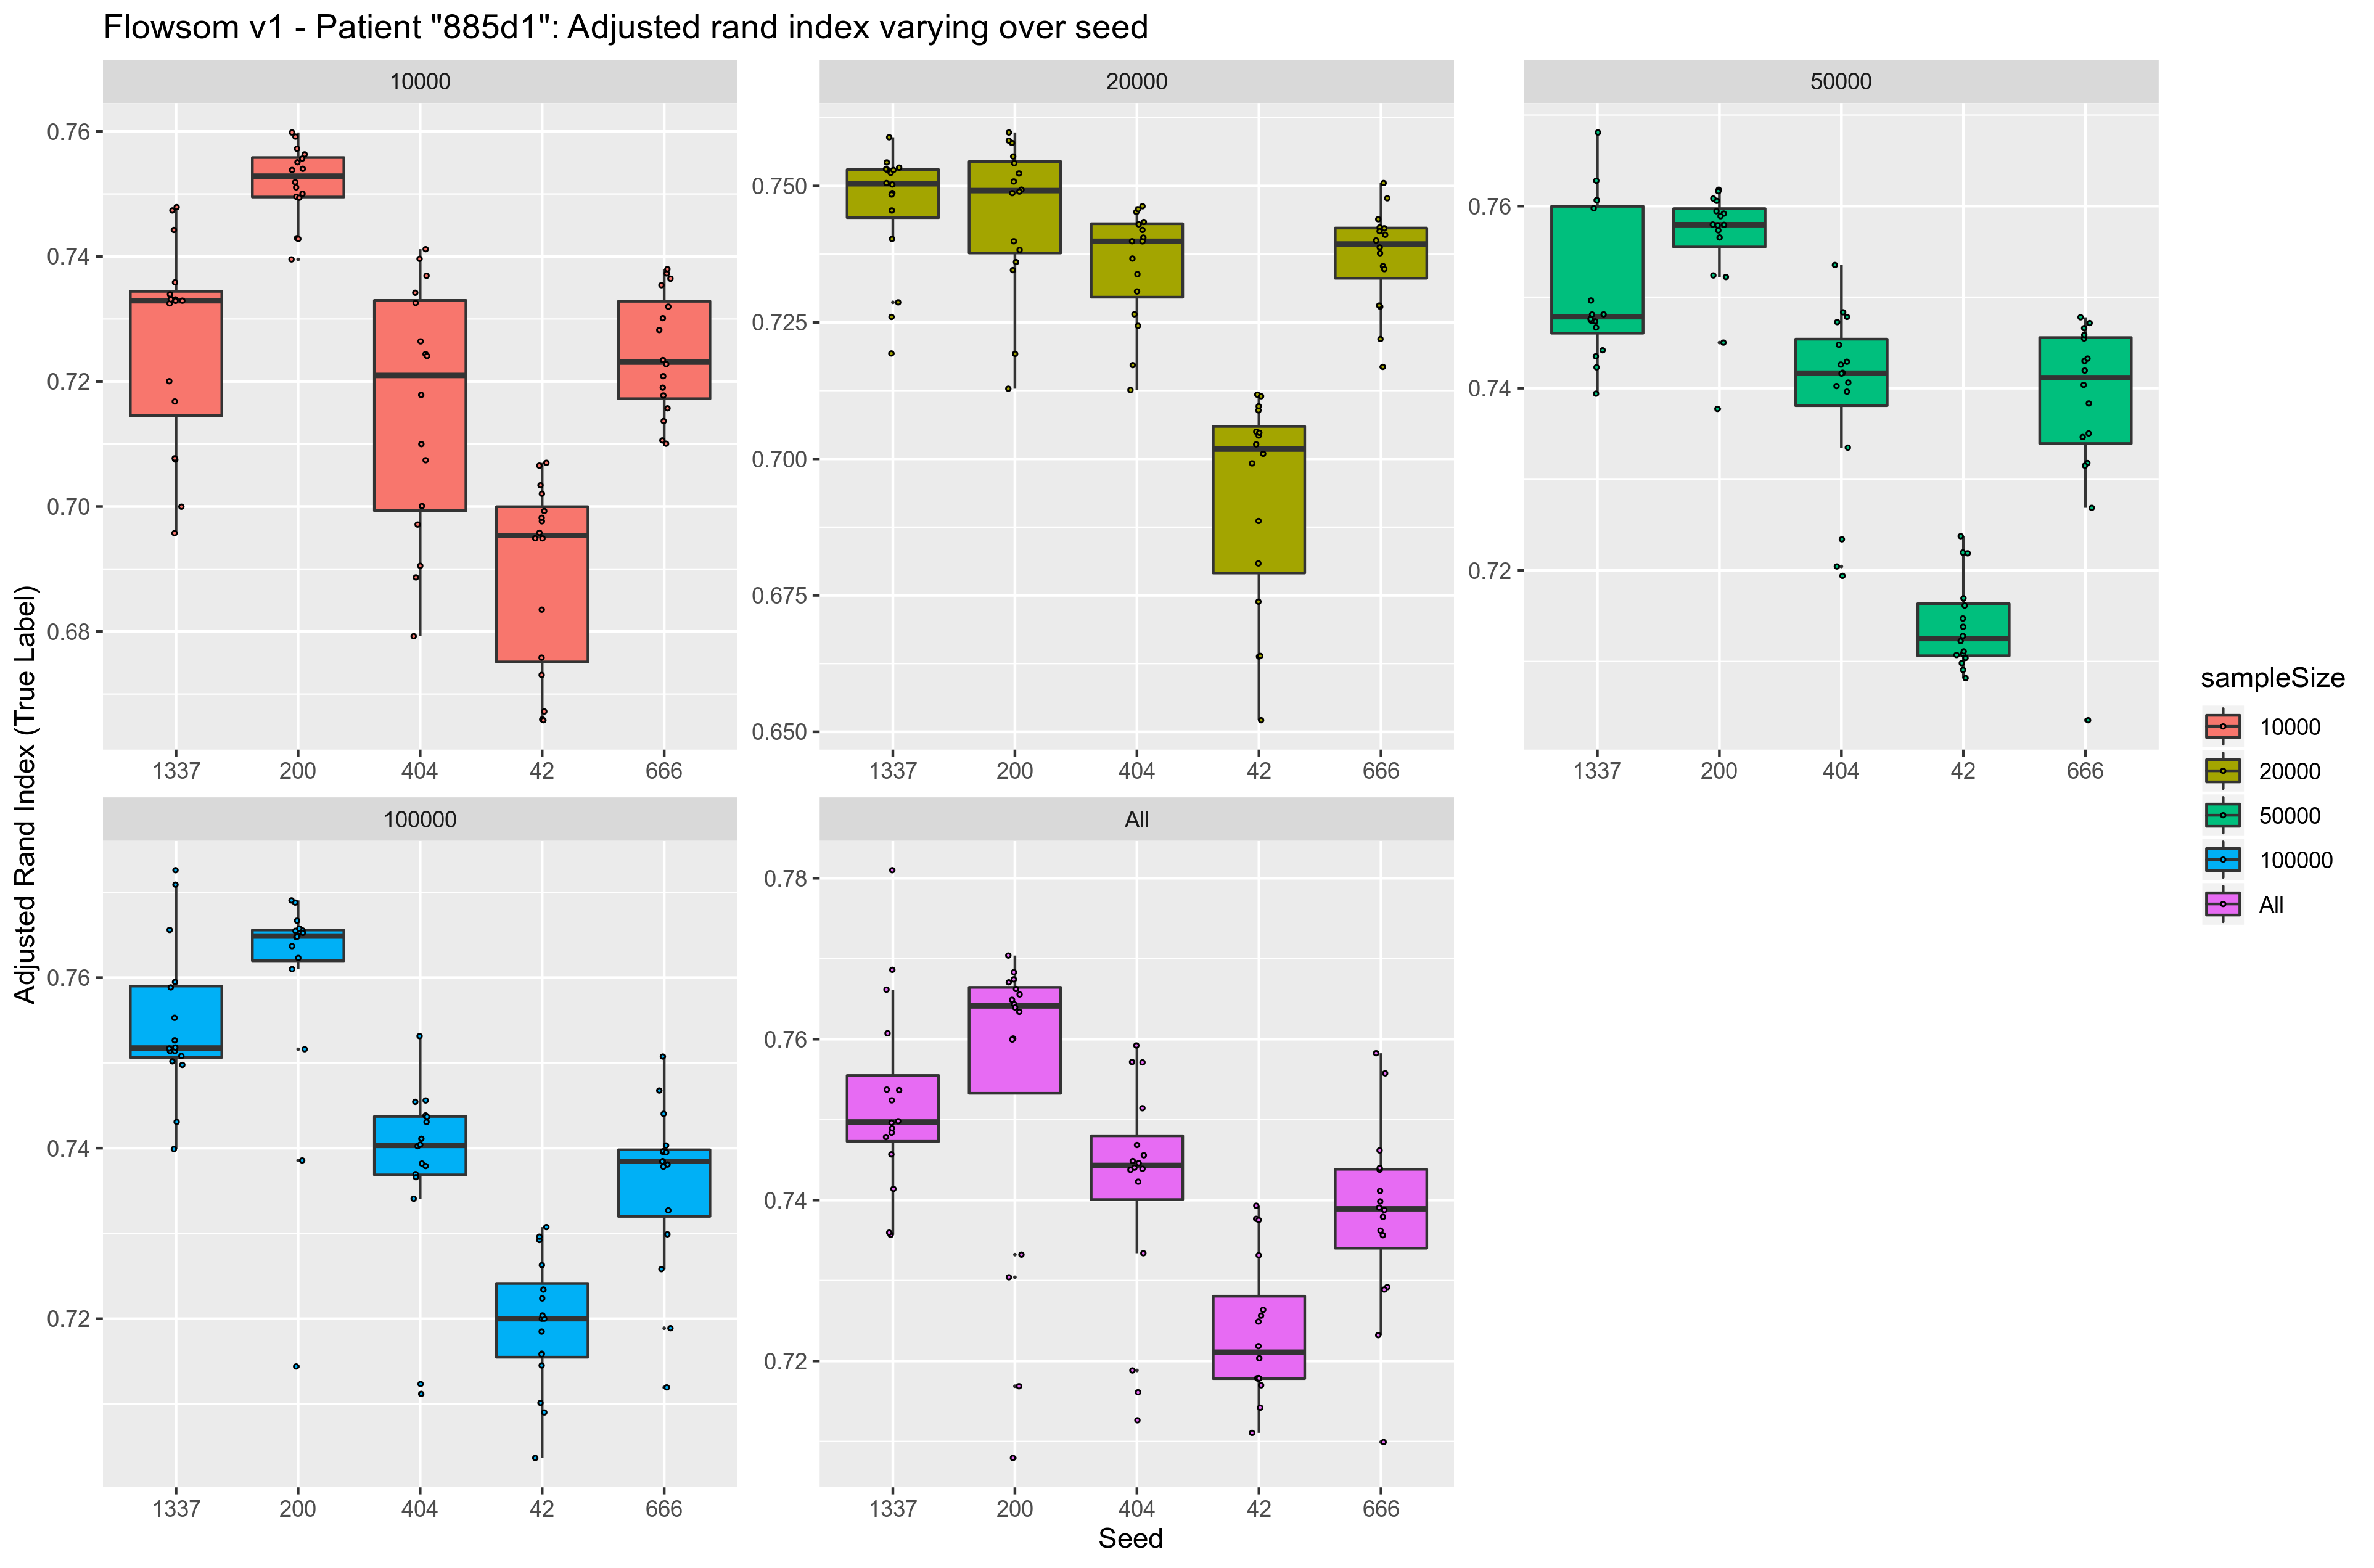 Flowsom v1 - Patient "885d1": Adjusted rand index varying over seed
10000
20000
50000
0.76
0.74
0.72
0.70
0.68
0.750
0.725
0.700
0.675
0.650
0.76
0.74
0.72
1337 200 404 42 666
1337 200 404 42 666
1337 200 404 42 666
Adjusted Rand Index (True Label)
100000
All
0.76
0.74
0.72
0.78
0.76
0.74
0.72
1337 200 404 42 666
1337 200 404 42 666
Seed
sampleSize
10000
20000
50000
100000
All